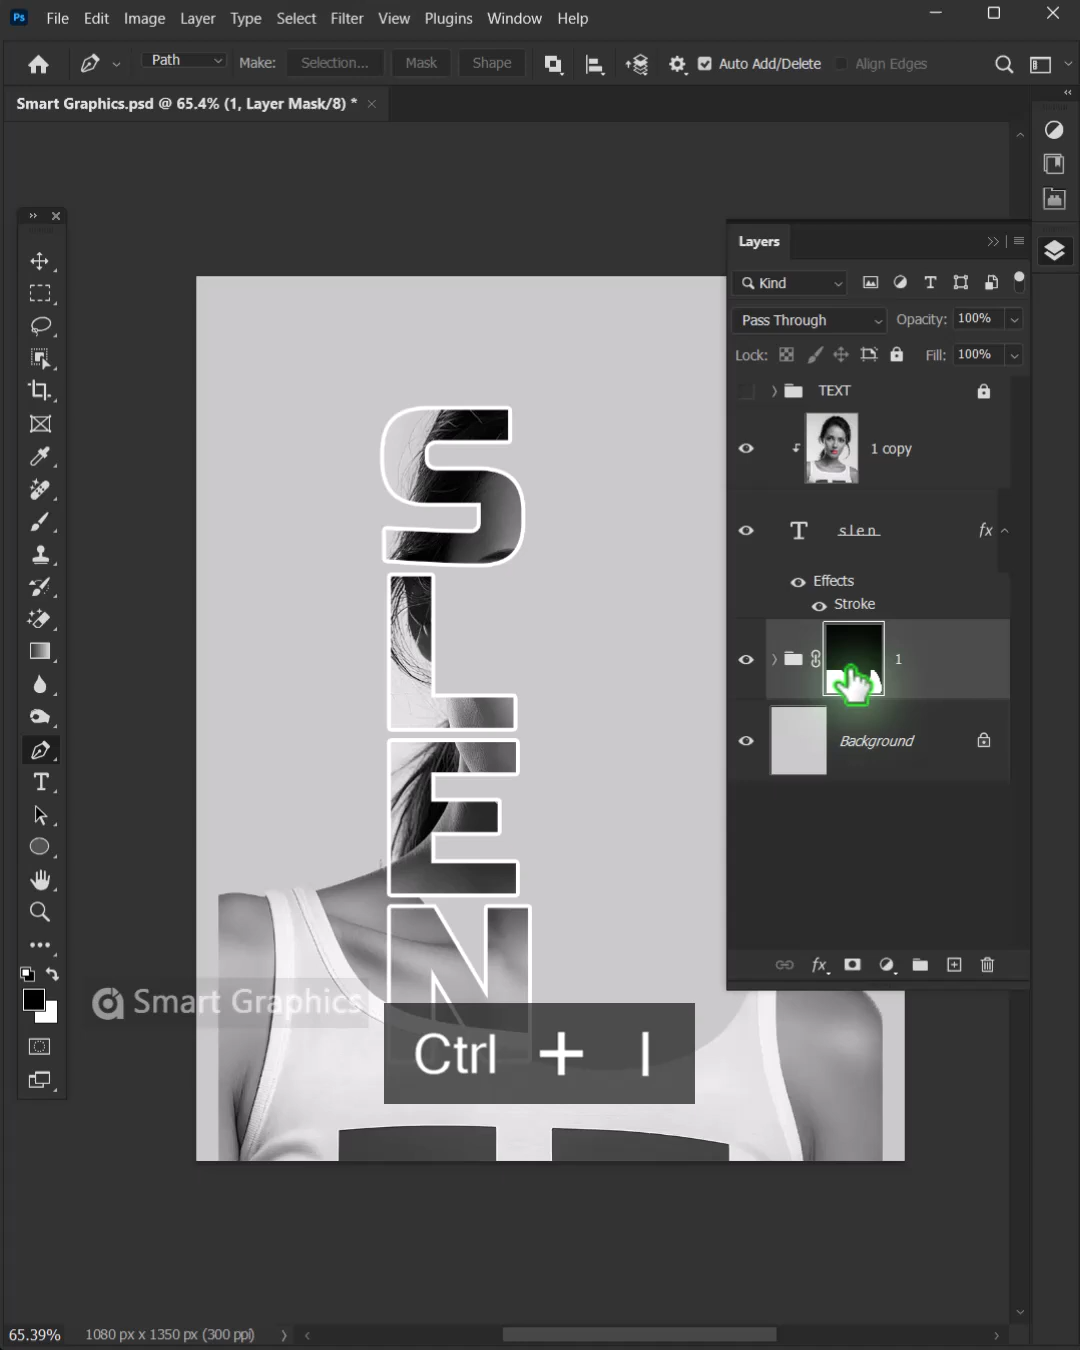 Ps File Edit Image Layer Type Select Filter View Plugins Window Help
Path Make: Selection... Mask Shape Auto Add/Delete Align Edges
Smart Graphics.psd @ 65.4% (1, Layer Mask/8) * ×
Layers
Kind
Pass Through Opacity: 100%
Lock: Fill: 100%
TEXT
1 copy
T slen fx
Effects
Stroke
1
Background
fx
S
L
E
N
Smart Graphics
Ctrl + I
65.39% 1080 px x 1350 px (300 ppi)